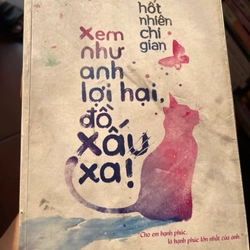 hốt
nhiên
chi
gian
Xem
như
anh
lợi hại,
đồ
xấu
xa!
"Cho em hạnh phúc,
là hạnh phúc lớn nhất của anh."